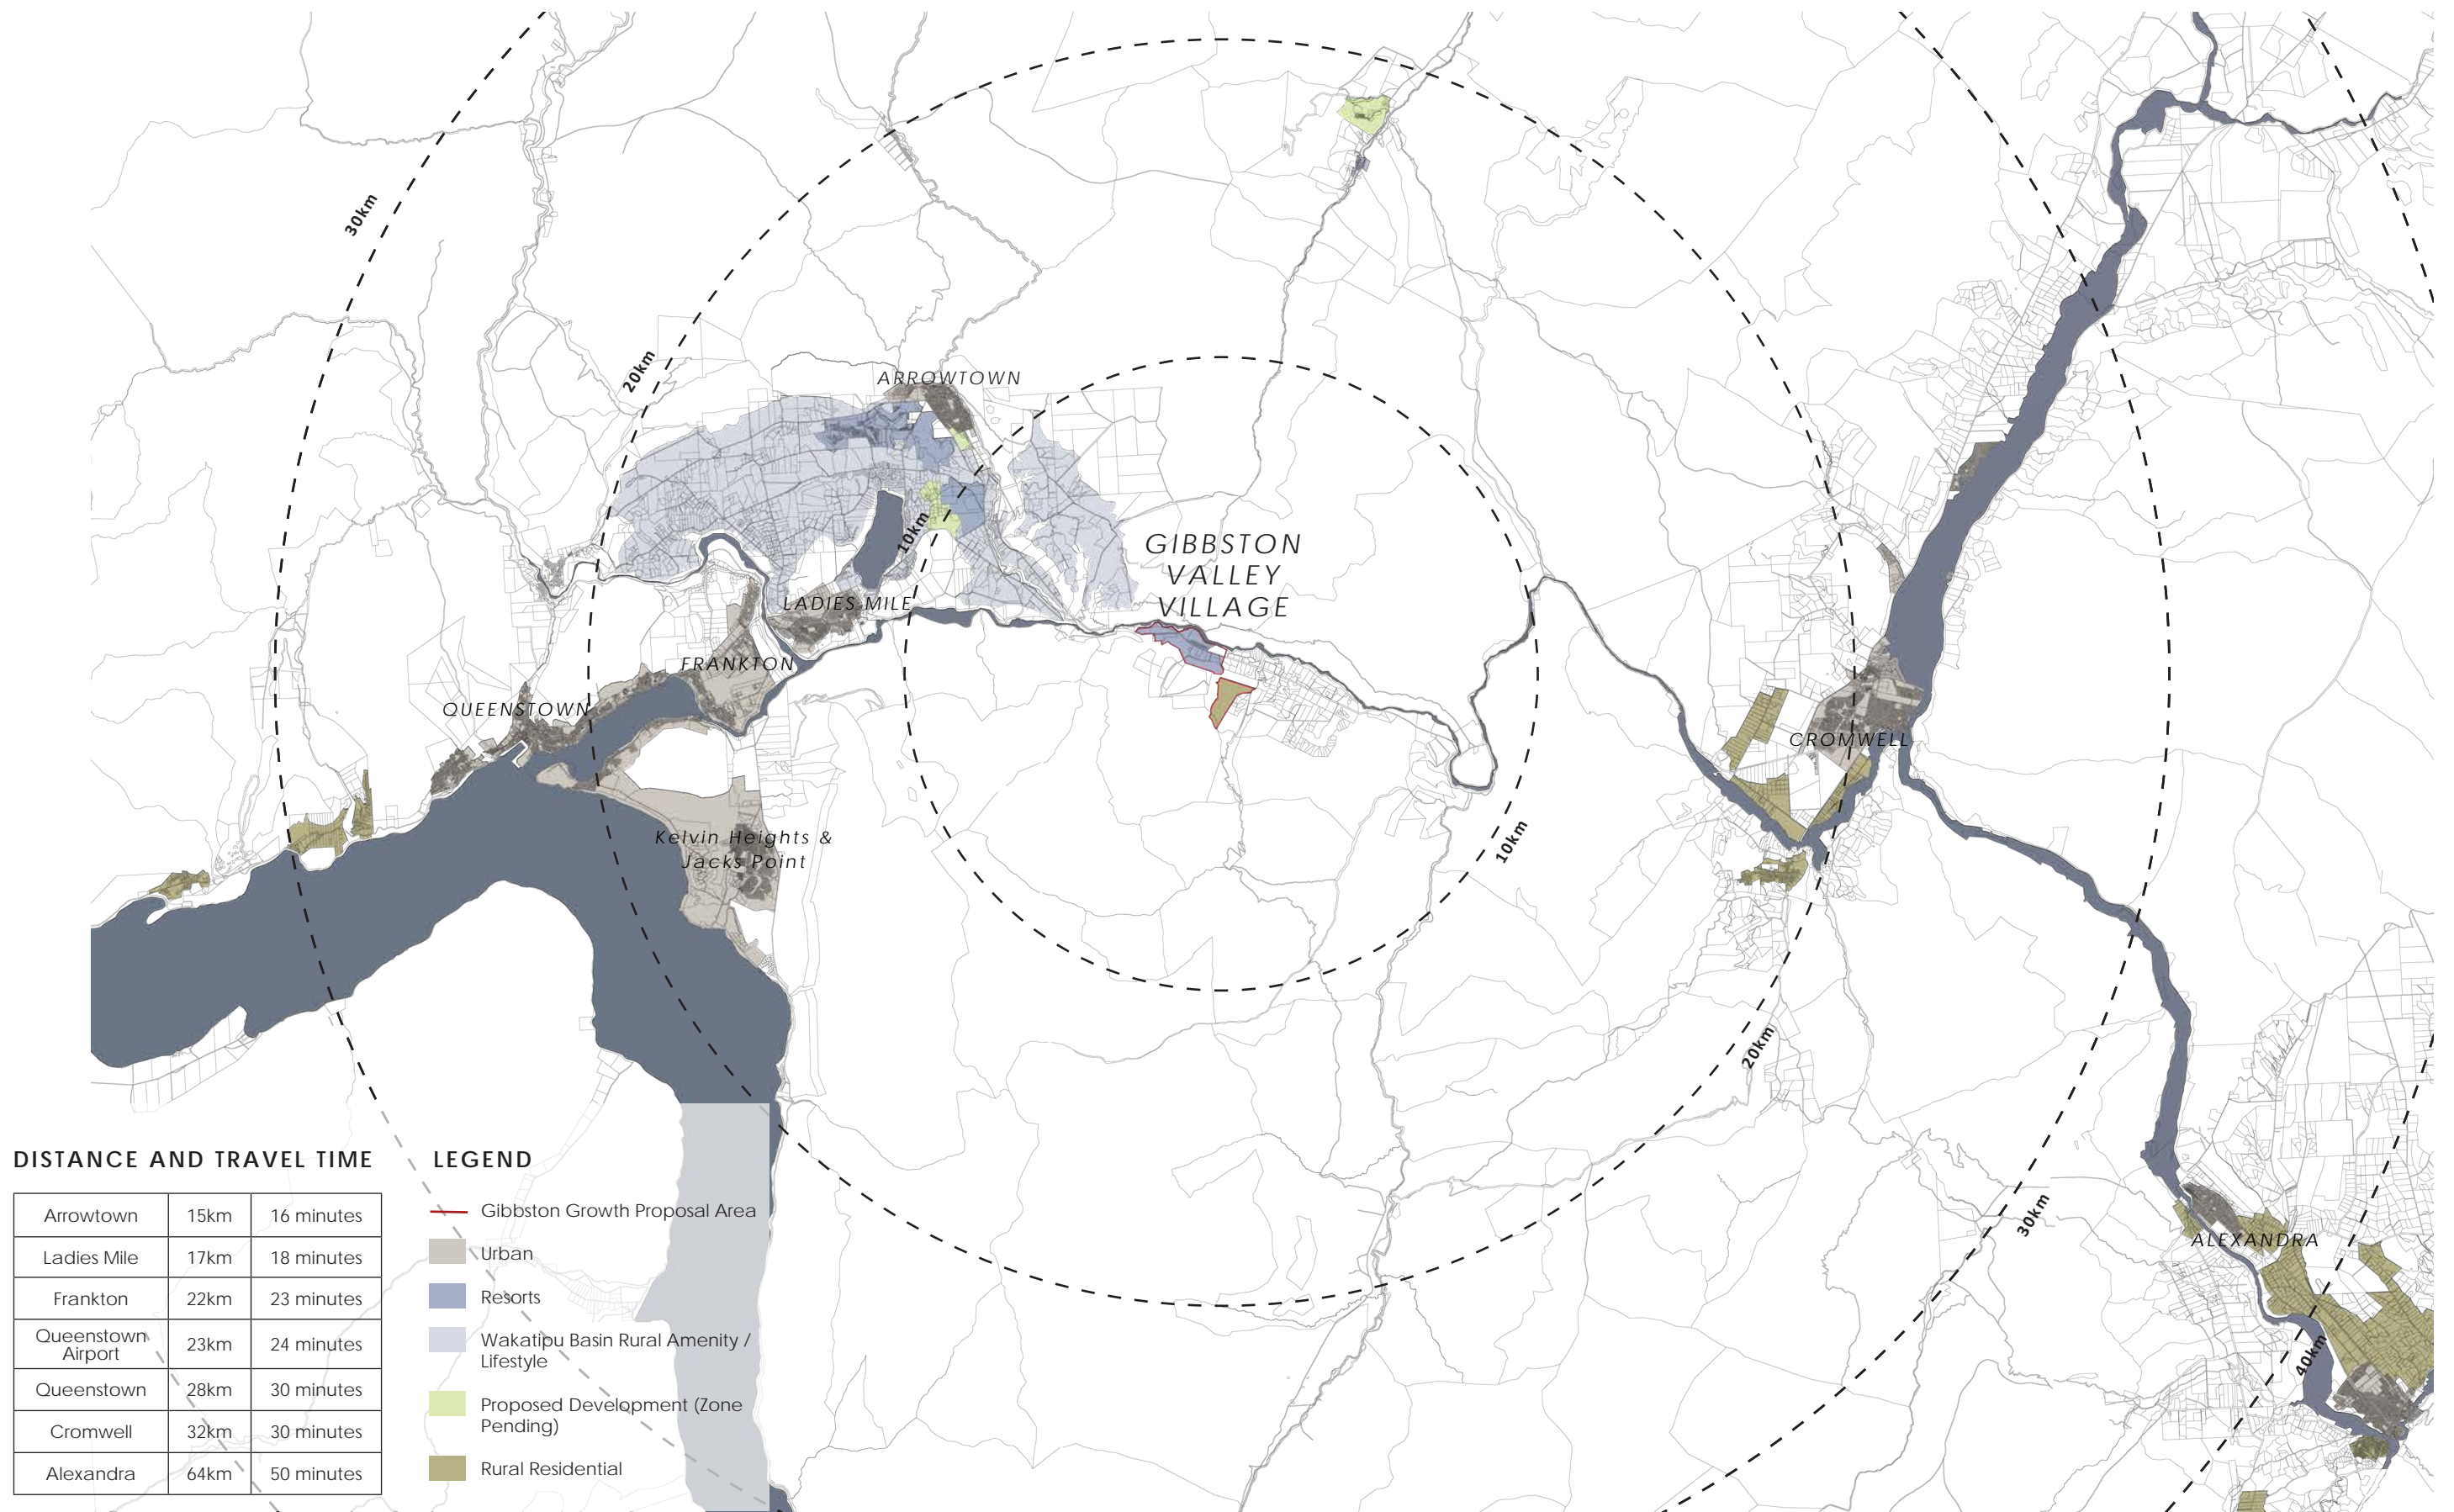 30km
20km
ARROWTOWN
10km
GIBBSTON
VALLEY
VILLAGE
LADIES MILE
FRANKTON
QUEENSTOWN
CROMWELL
Kelvin Heights &
Jacks Point
10km
20km
30km
ALEXANDRA
40km
DISTANCE AND TRAVEL TIME
Arrowtown 15km 16 minutes
Ladies Mile 17km 18 minutes
Frankton 22km 23 minutes
Queenstown
Airport 23km 24 minutes
Queenstown 28km 30 minutes
Cromwell 32km 30 minutes
Alexandra 64km 50 minutes
LEGEND
Gibbston Growth Proposal Area
Urban
Resorts
Wakatipu Basin Rural Amenity /
Lifestyle
Proposed Development (Zone
Pending)
Rural Residential